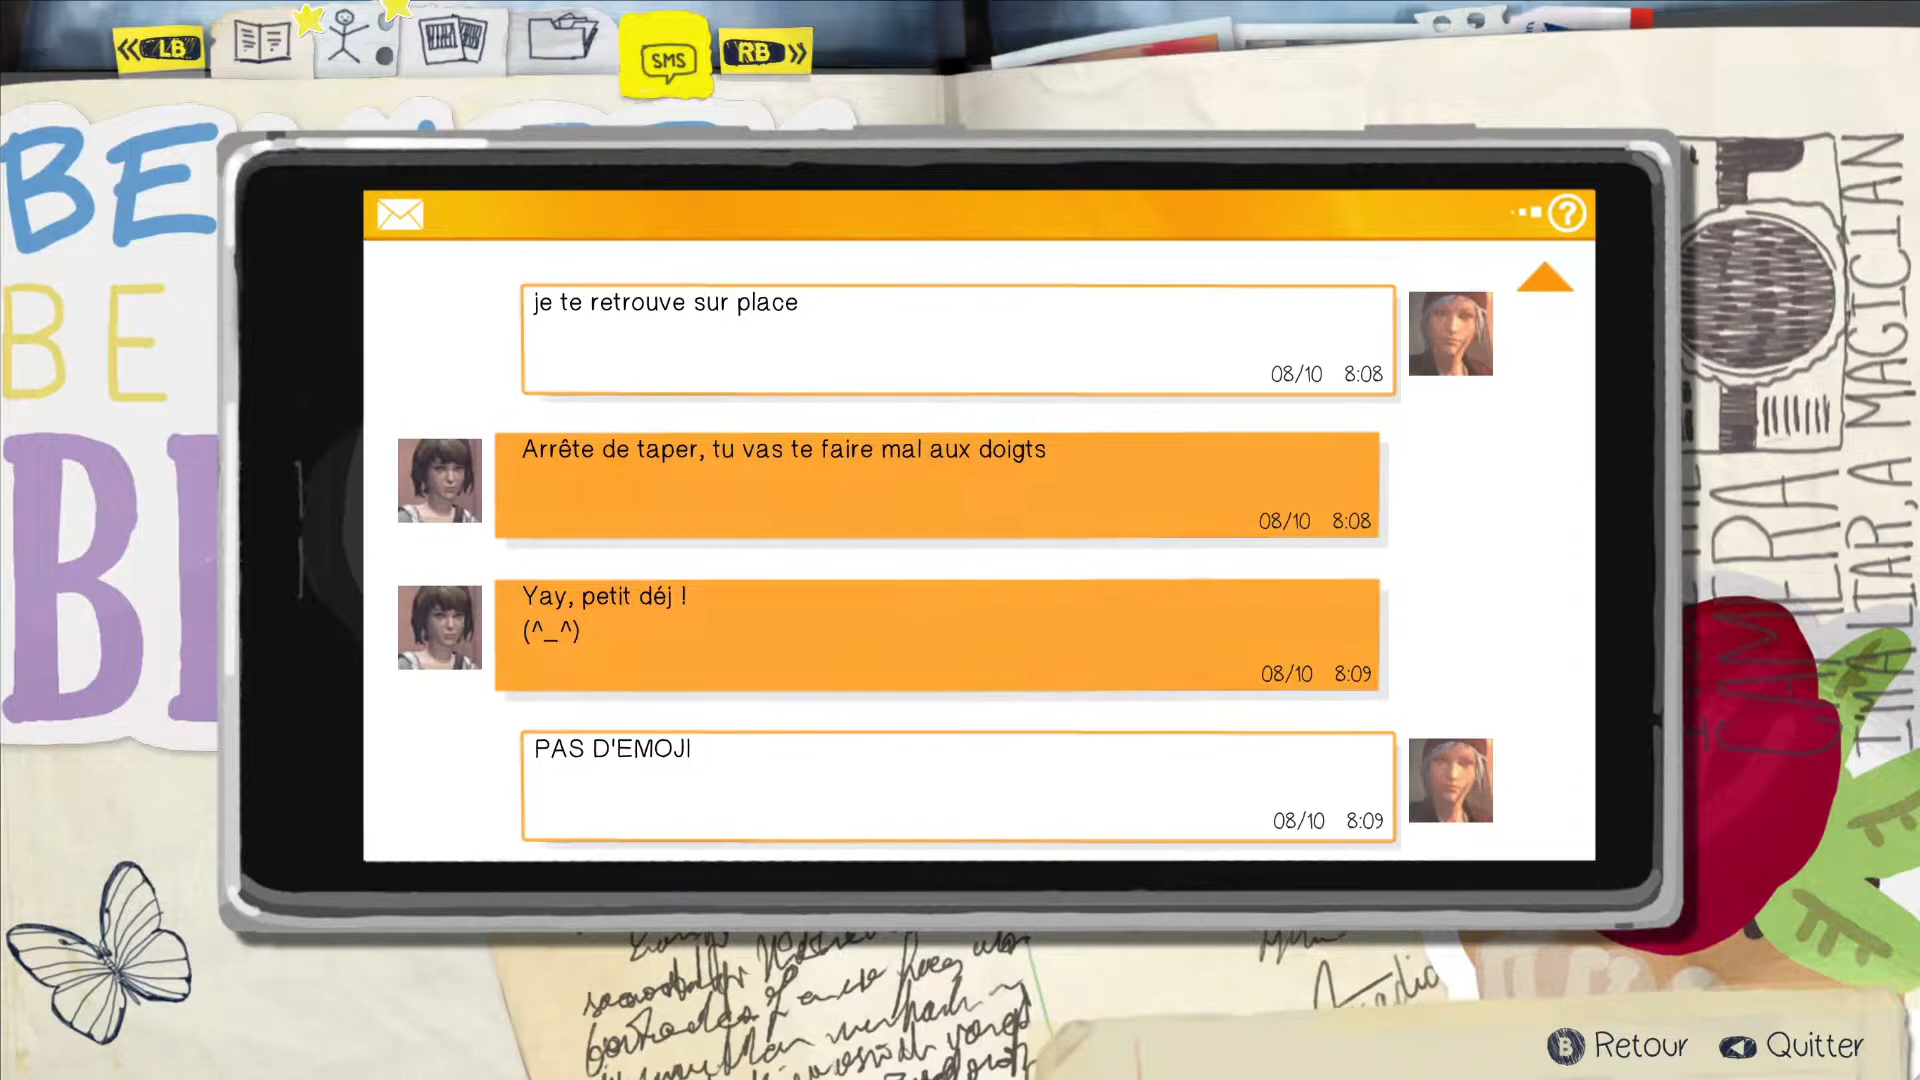 LB
SMS
RB
BE
BE
je te retrouve sur place
08/10 8:08
Arrête de taper, tu vas te faire mal aux doigts
08/10 8:08
Yay, petit déj !
(^_^)
08/10 8:09
PAS D'EMOJI
08/10 8:09
CAMERA
I'M A LIAR, A MAGICIAN
B Retour
Quitter